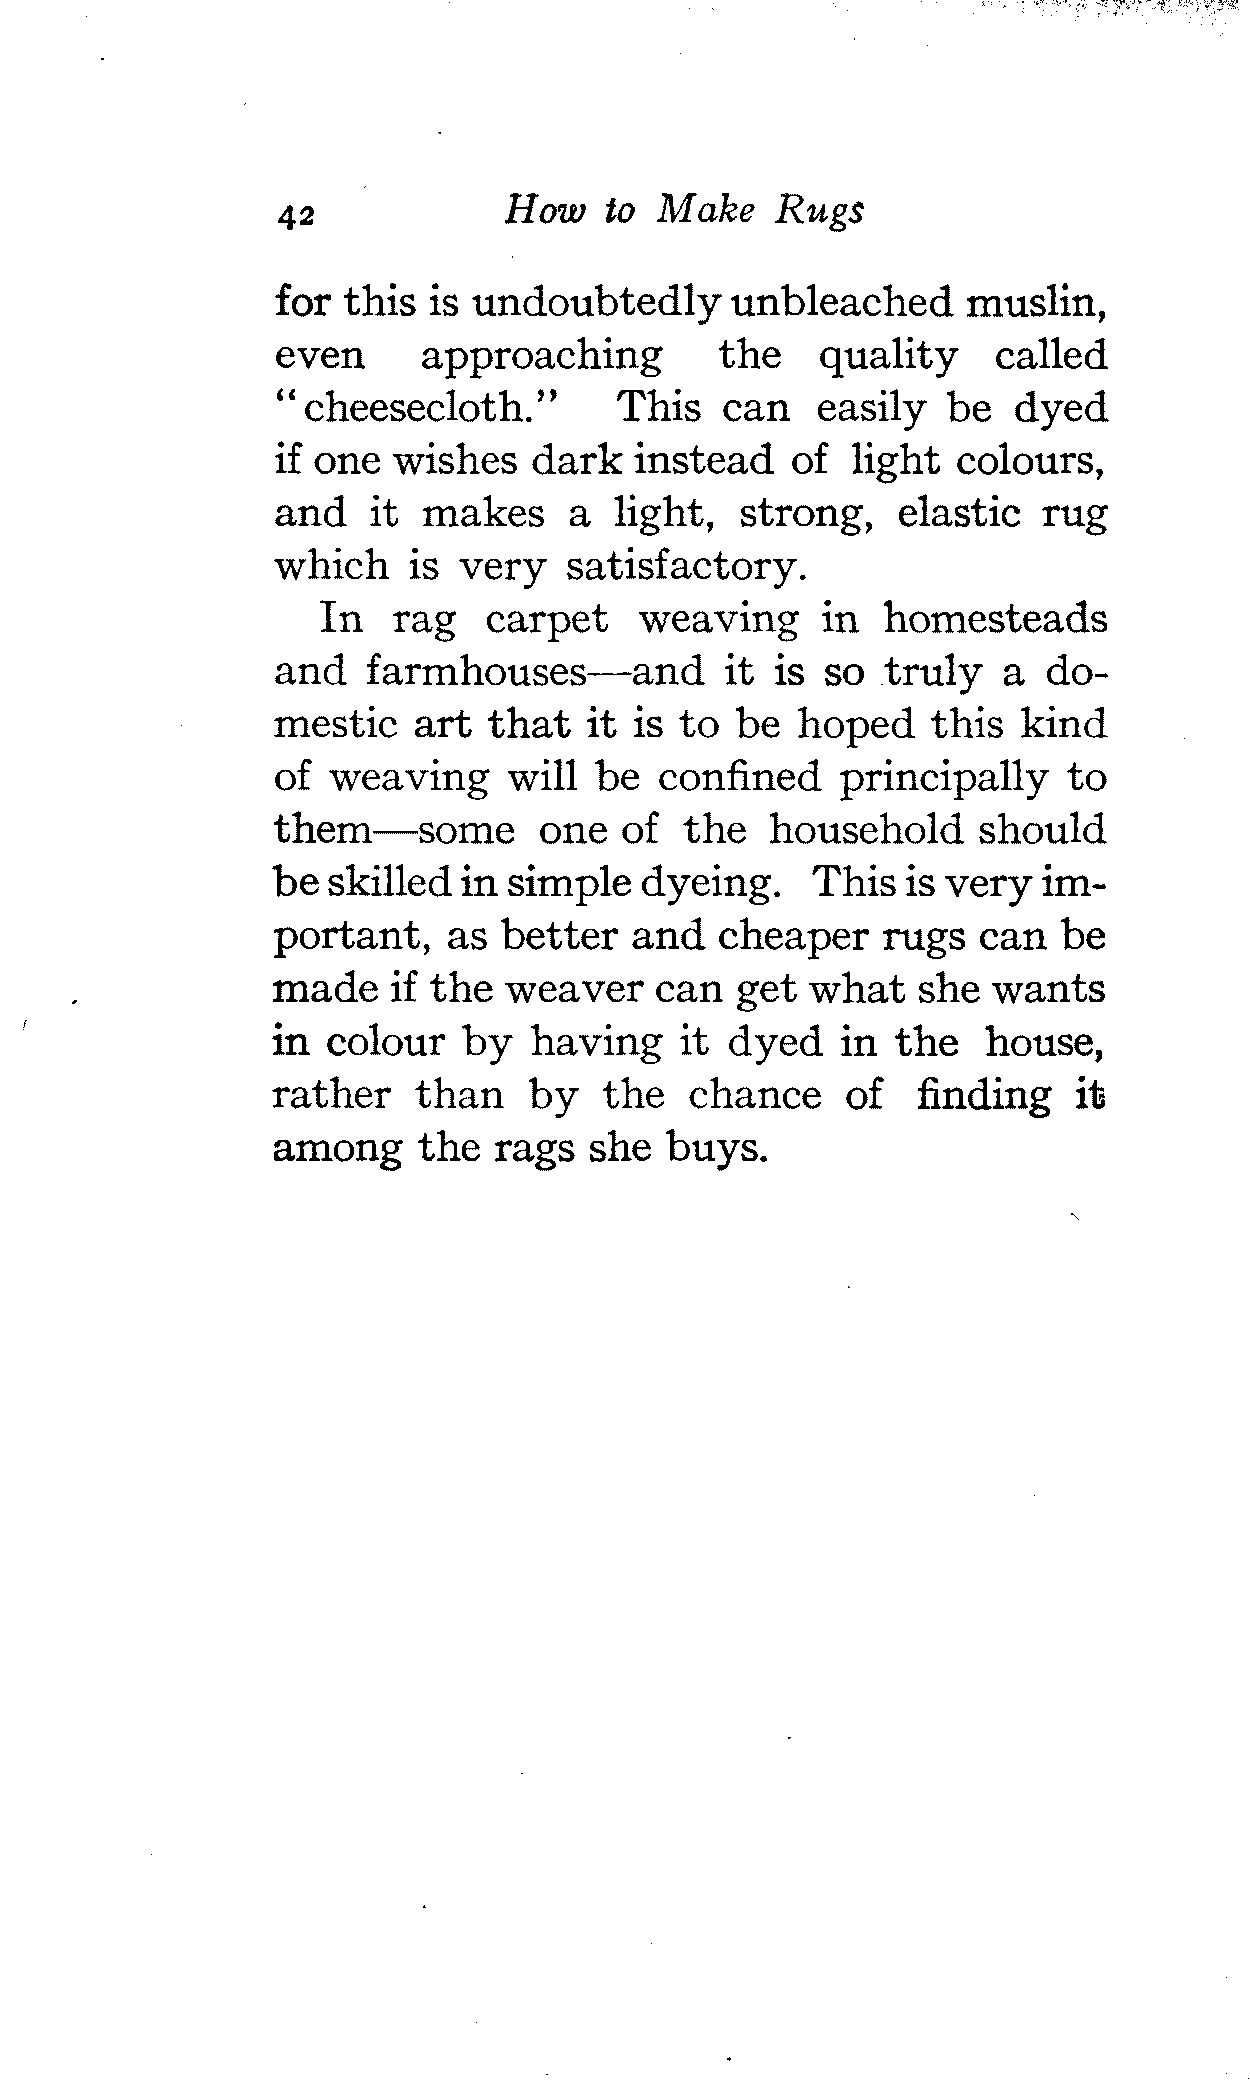 42 How to Make Rugs
for this is undoubtedly unbleached muslin,
even approaching the quality called
"cheesecloth." This can easily be dyed
if one wishes dark instead of light colours,
and it makes a light, strong, elastic rug
which is very satisfactory.
In rag carpet weaving in homesteads
and farmhouses—and it is so truly a do-
mestic art that it is to be hoped this kind
of weaving will be confined principally to
them—some one of the household should
be skilled in simple dyeing. This is very im-
portant, as better and cheaper rugs can be
made if the weaver can get what she wants
in colour by having it dyed in the house,
rather than by the chance of finding it
among the rags she buys.